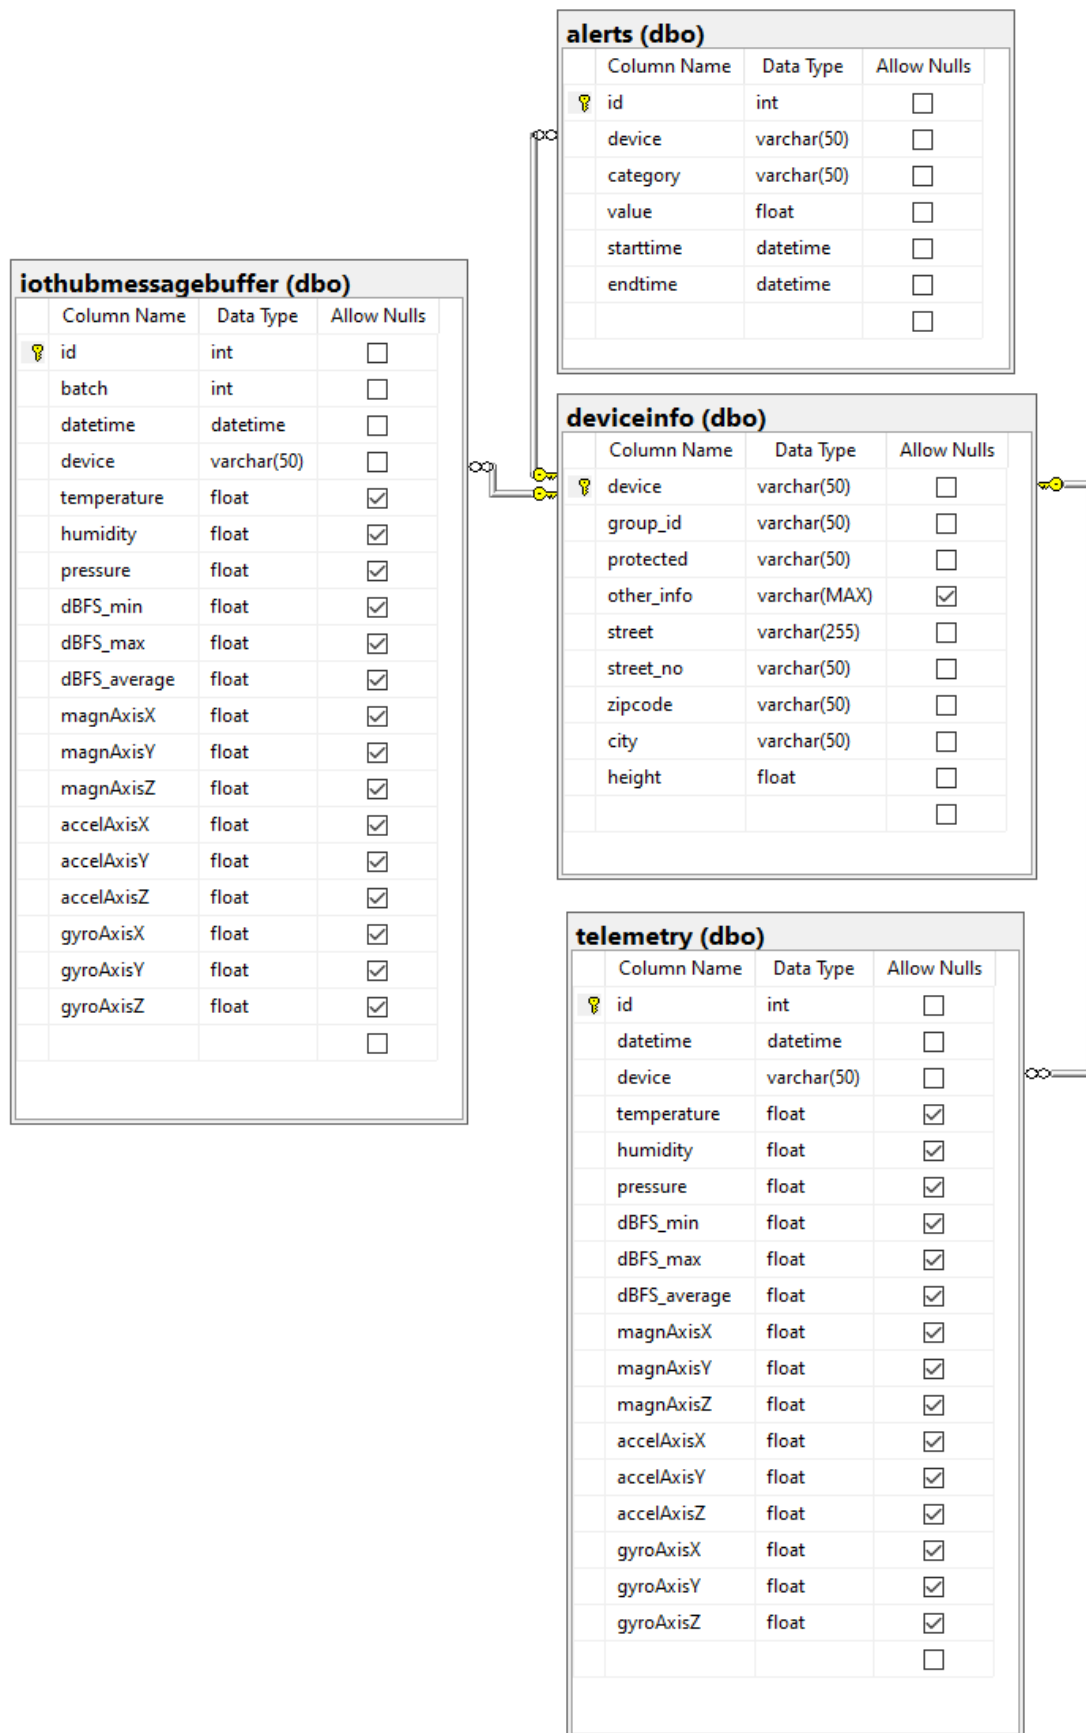 alerts (dbo)
Column Name Data Type Allow Nulls
id int
device varchar(50)
category varchar(50)
value float
starttime datetime
endtime datetime
iothubmessagebuffer (dbo)
Column Name Data Type Allow Nulls
id int
batch int
datetime datetime
device varchar(50)
temperature float
humidity float
pressure float
dBFS_min float
dBFS_max float
dBFS_average float
magnAxisX float
magnAxisY float
magnAxisZ float
accelAxisX float
accelAxisY float
accelAxisZ float
gyroAxisX float
gyroAxisY float
gyroAxisZ float
deviceinfo (dbo)
Column Name Data Type Allow Nulls
device varchar(50)
group_id varchar(50)
protected varchar(50)
other_info varchar(MAX)
street varchar(255)
street_no varchar(50)
zipcode varchar(50)
city varchar(50)
height float
telemetry (dbo)
Column Name Data Type Allow Nulls
id int
datetime datetime
device varchar(50)
temperature float
humidity float
pressure float
dBFS_min float
dBFS_max float
dBFS_average float
magnAxisX float
magnAxisY float
magnAxisZ float
accelAxisX float
accelAxisY float
accelAxisZ float
gyroAxisX float
gyroAxisY float
gyroAxisZ float